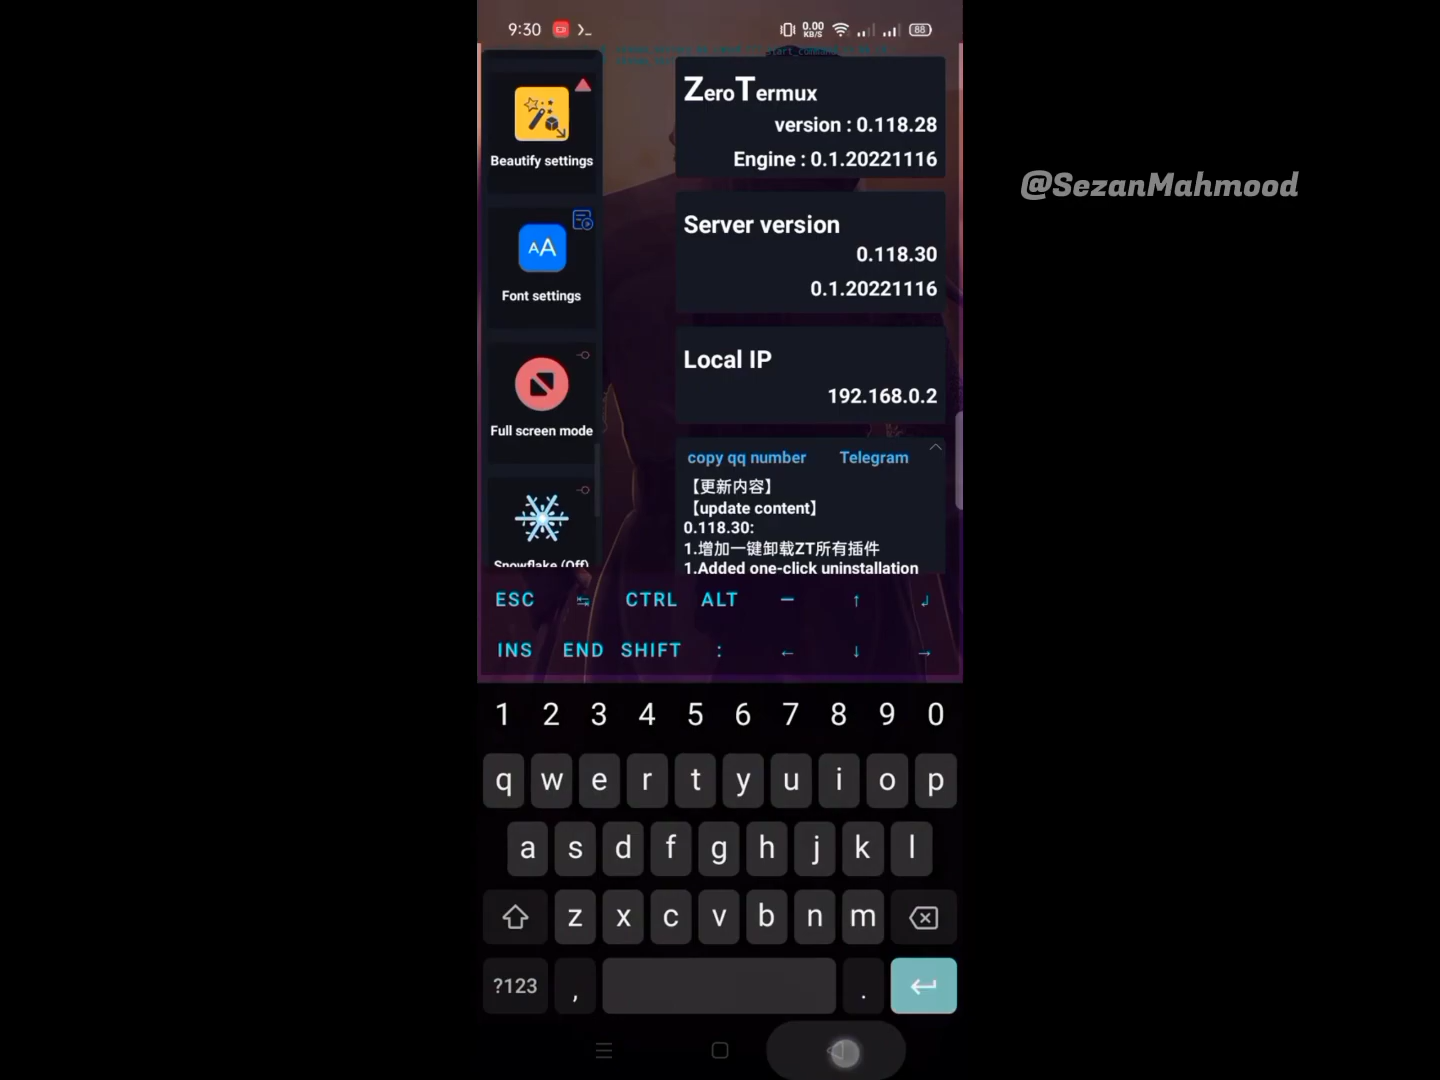 9:30
0.00
KB/S
88
@SezanMahmood
Beautify settings
AA
Font settings
Full screen mode
Snowflake (Off)
ZeroTermux
version : 0.118.28
Engine : 0.1.20221116
Server version
0.118.30
0.1.20221116
Local IP
192.168.0.2
copy qq number Telegram
【更新内容】
【update content】
0.118.30:
1.增加一键卸载ZT所有插件
1.Added one-click uninstallation
ESC ↹ CTRL ALT — ↑ ↲
INS END SHIFT : ← ↓ →
1 2 3 4 5 6 7 8 9 0
q w e r t y u i o p
a s d f g h j k l
z x c v b n m
?123 , .